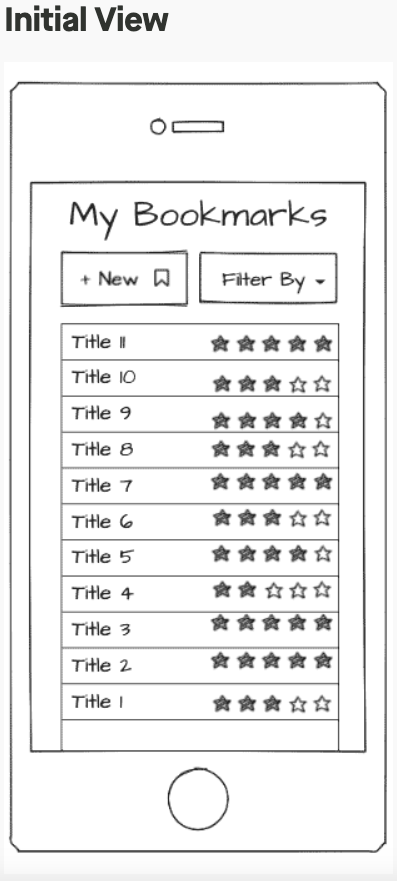 Initial View
My Bookmarks
+ New Filter By
Title 11
Title 10
Title 9
Title 8
Title 7
Title 6
Title 5
Title 4
Title 3
Title 2
Title 1